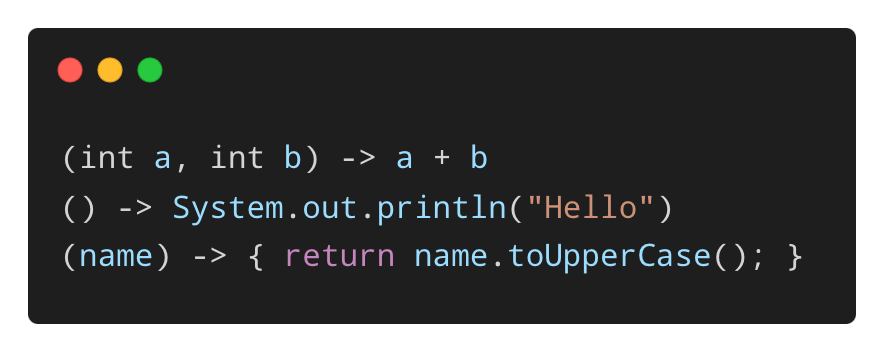 (int a, int b) -> a + b
() -> System.out.println("Hello")
(name) -> { return name.toUpperCase(); }